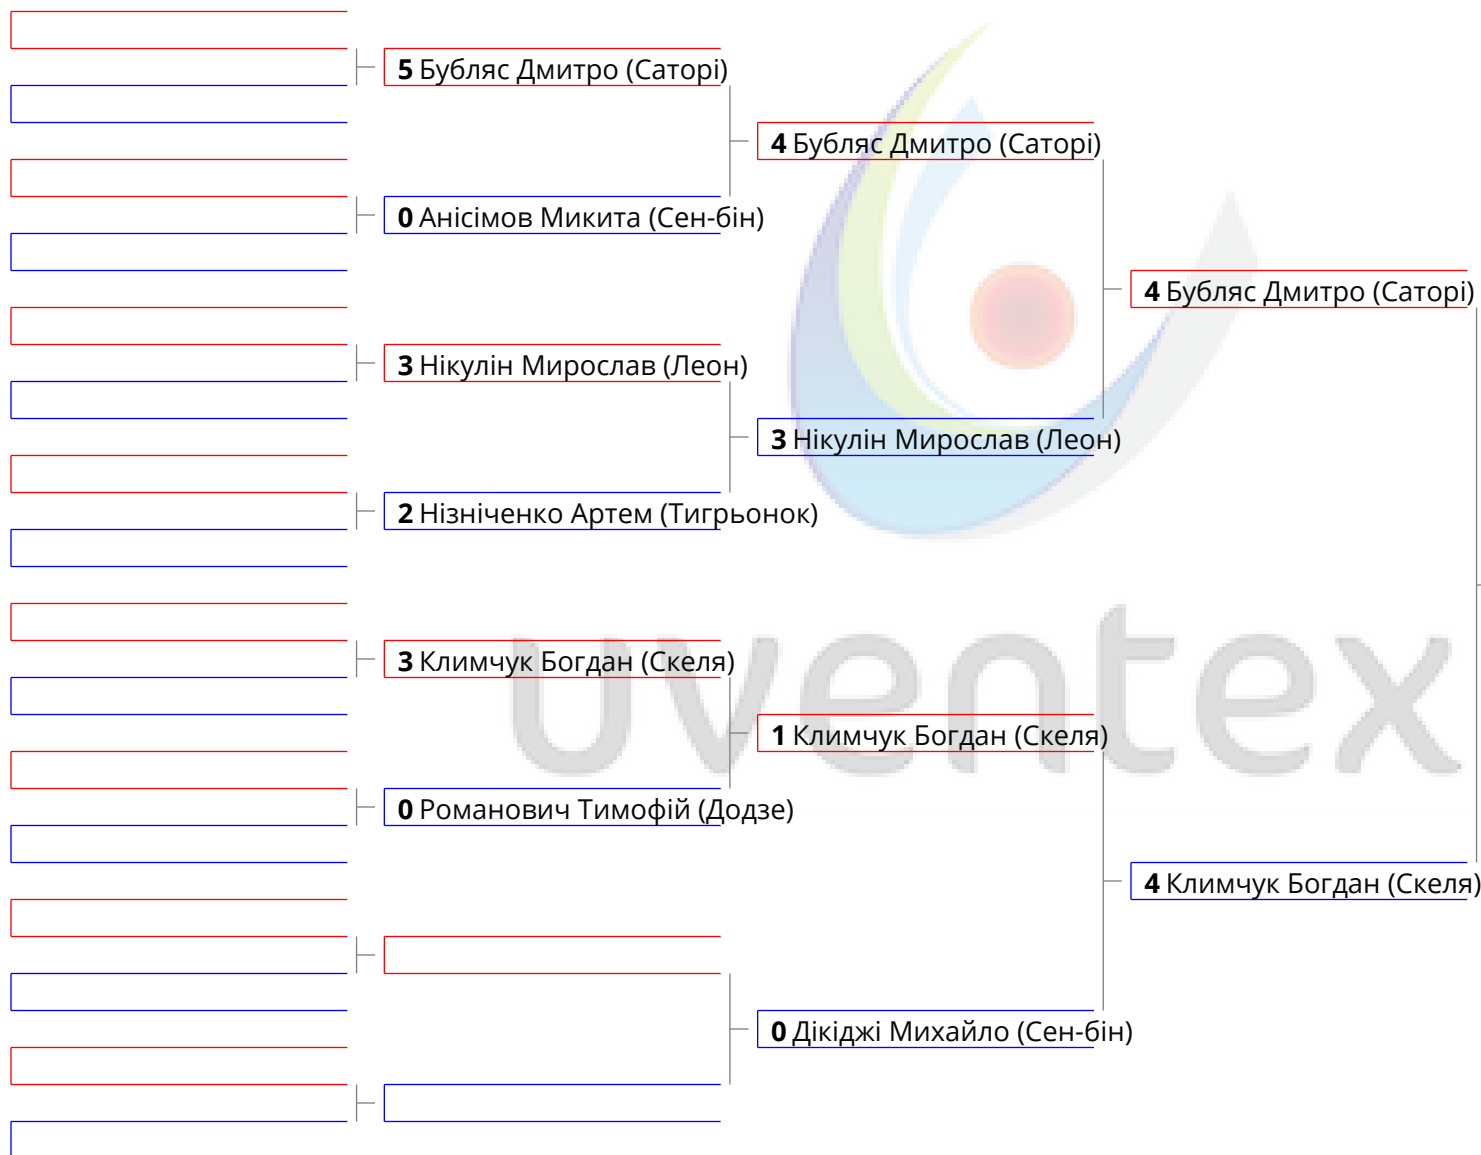 5 Бубляс Дмитро (Саторі)
4 Бубляс Дмитро (Саторі)
0 Анісімов Микита (Сен-бін)
4 Бубляс Дмитро (Саторі)
3 Нікулін Мирослав (Леон)
3 Нікулін Мирослав (Леон)
2 Нізніченко Артем (Тигрьонок)
uventex
3 Климчук Богдан (Скеля)
1 Климчук Богдан (Скеля)
0 Романович Тимофій (Додзе)
4 Климчук Богдан (Скеля)
0 Дікіджі Михайло (Сен-бін)